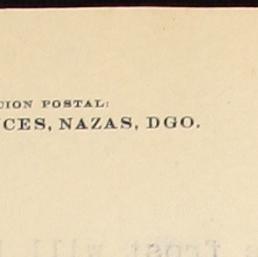 CION POSTAL:
CES, NAZAS, DGO.